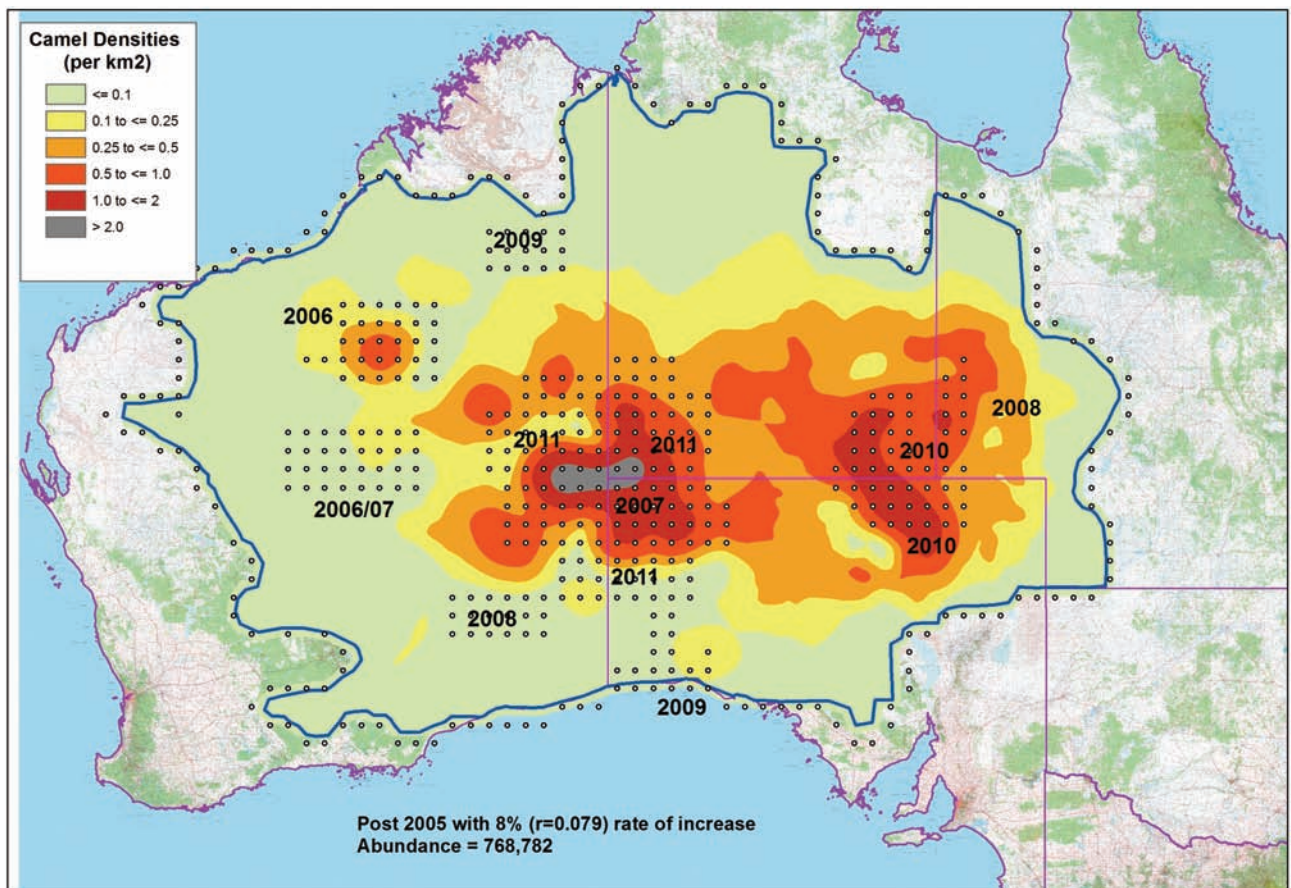 Camel Densities
(per km2)
<= 0.1
0.1 to <= 0.25
0.25 to <= 0.5
0.5 to <= 1.0
1.0 to <= 2
> 2.0
2009
2006
2008
2011
2011
2010
2006/07
2007
2010
2011
2008
2009
Post 2005 with 8% (r=0.079) rate of increase
Abundance = 768,782